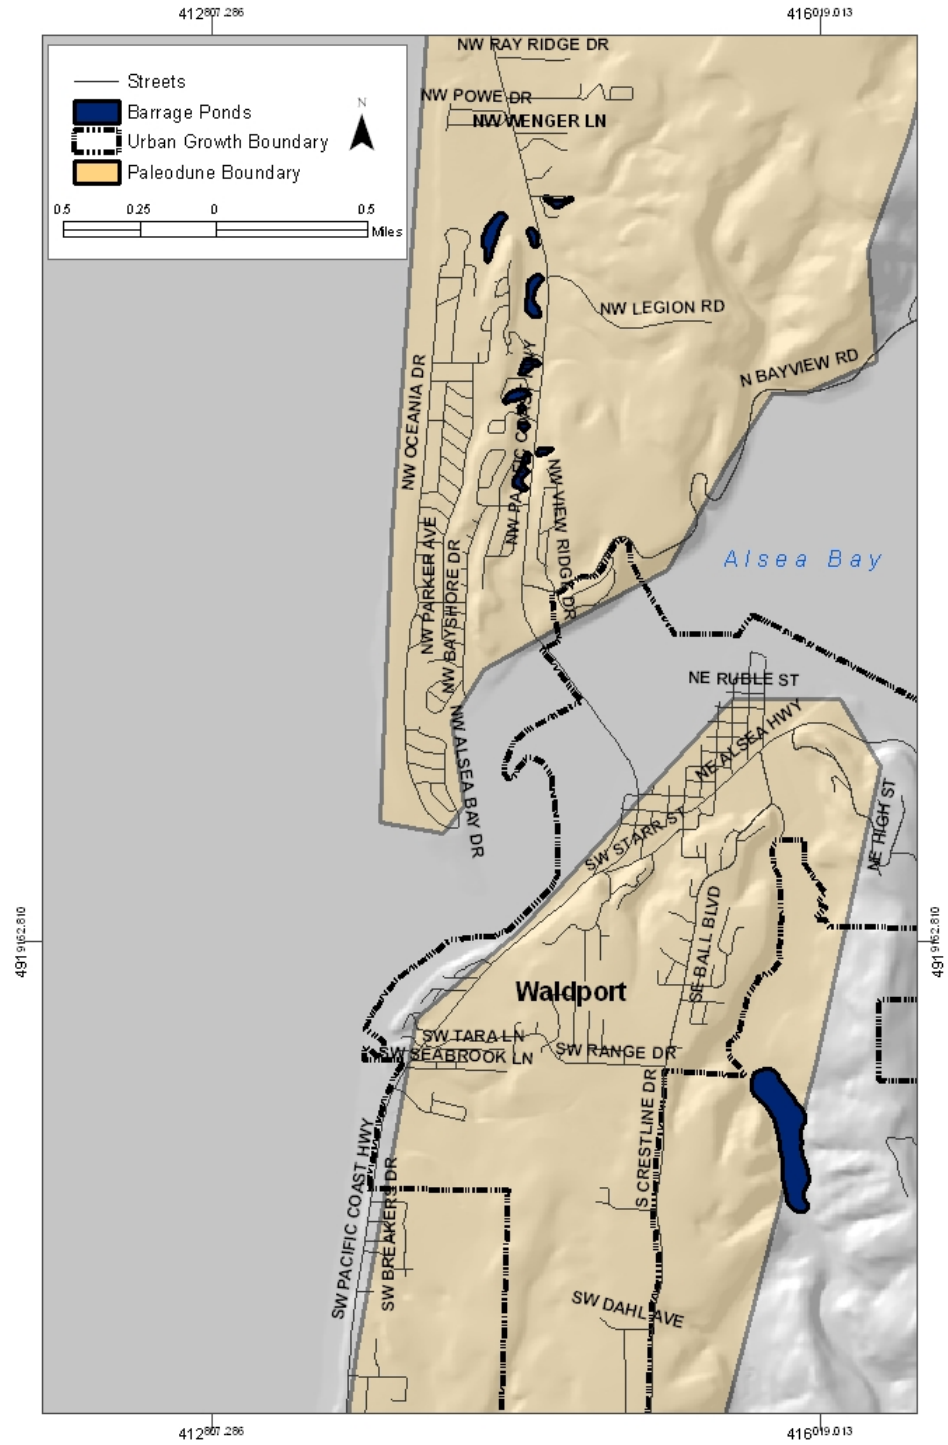 412807.286
416019.013
Streets
Barrage Ponds
Urban Growth Boundary
Paleodune Boundary
N
0.5 0.25 0 0.5
Miles
NW RAY RIDGE DR
NW POWE DR
NW WENGER LN
NW LEGION RD
N BAYVIEW RD
NW OCEANIA DR
NW PACIFIC COAST HWY
NW VIEW RIDGE DR
NW PARKER AVE
NW BAYSHORE DR
Alsea Bay
NE RUBLE ST
NW ALSEA BAY DR
NE ALSEA HWY
SW STARR ST
NE HIGH ST
SE BALL BLVD
4919162.810
4919162.810
Waldport
SW TARA LN
SW SEABROOK LN
SW RANGE DR
S CRESTLINE DR
SW PACIFIC COAST HWY
SW BREAKERS DR
SW DAHL AVE
412807.286
416019.013